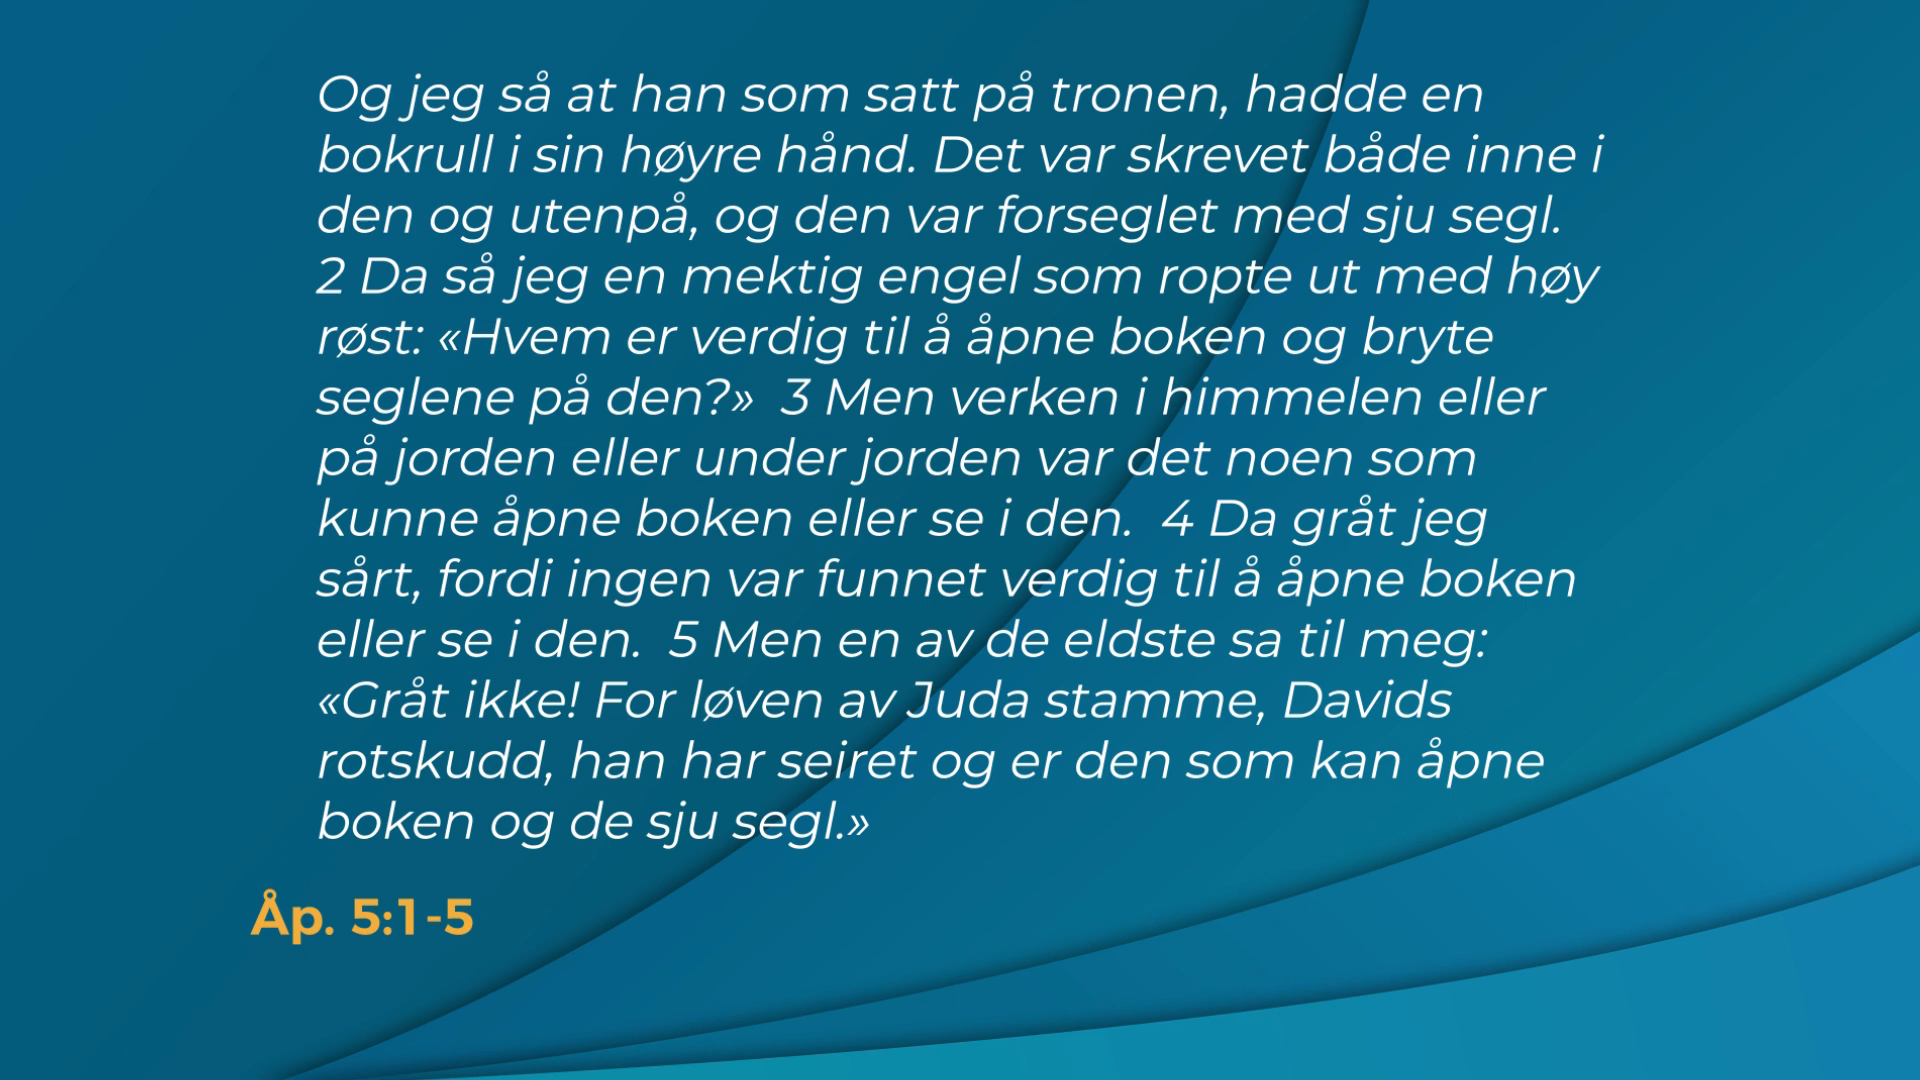 Og jeg så at han som satt på tronen, hadde en
bokrull i sin høyre hånd. Det var skrevet både inne i
den og utenpå, og den var forseglet med sju segl.
2 Da så jeg en mektig engel som ropte ut med høy
røst: «Hvem er verdig til å åpne boken og bryte
seglene på den?»  3 Men verken i himmelen eller
på jorden eller under jorden var det noen som
kunne åpne boken eller se i den.  4 Da gråt jeg
sårt, fordi ingen var funnet verdig til å åpne boken
eller se i den.  5 Men en av de eldste sa til meg:
«Gråt ikke! For løven av Juda stamme, Davids
rotskudd, han har seiret og er den som kan åpne
boken og de sju segl.»
Åp. 5:1-5